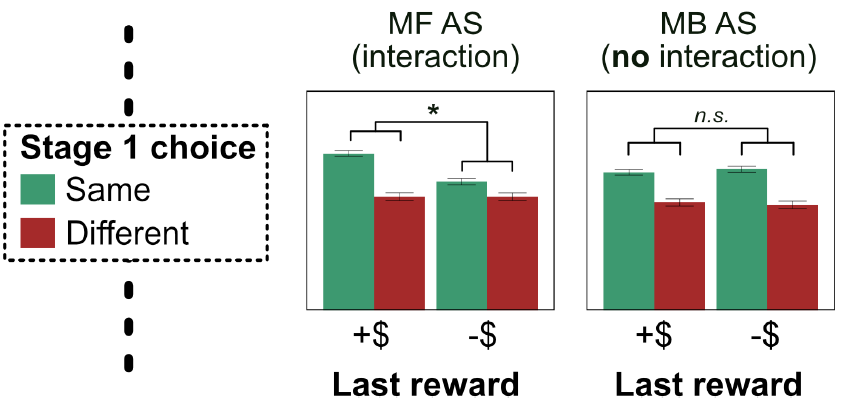 MF AS
(interaction)
MB AS
(no interaction)
Stage 1 choice
Same
Different
*
n.s.
+$
-$
+$
-$
Last reward
Last reward